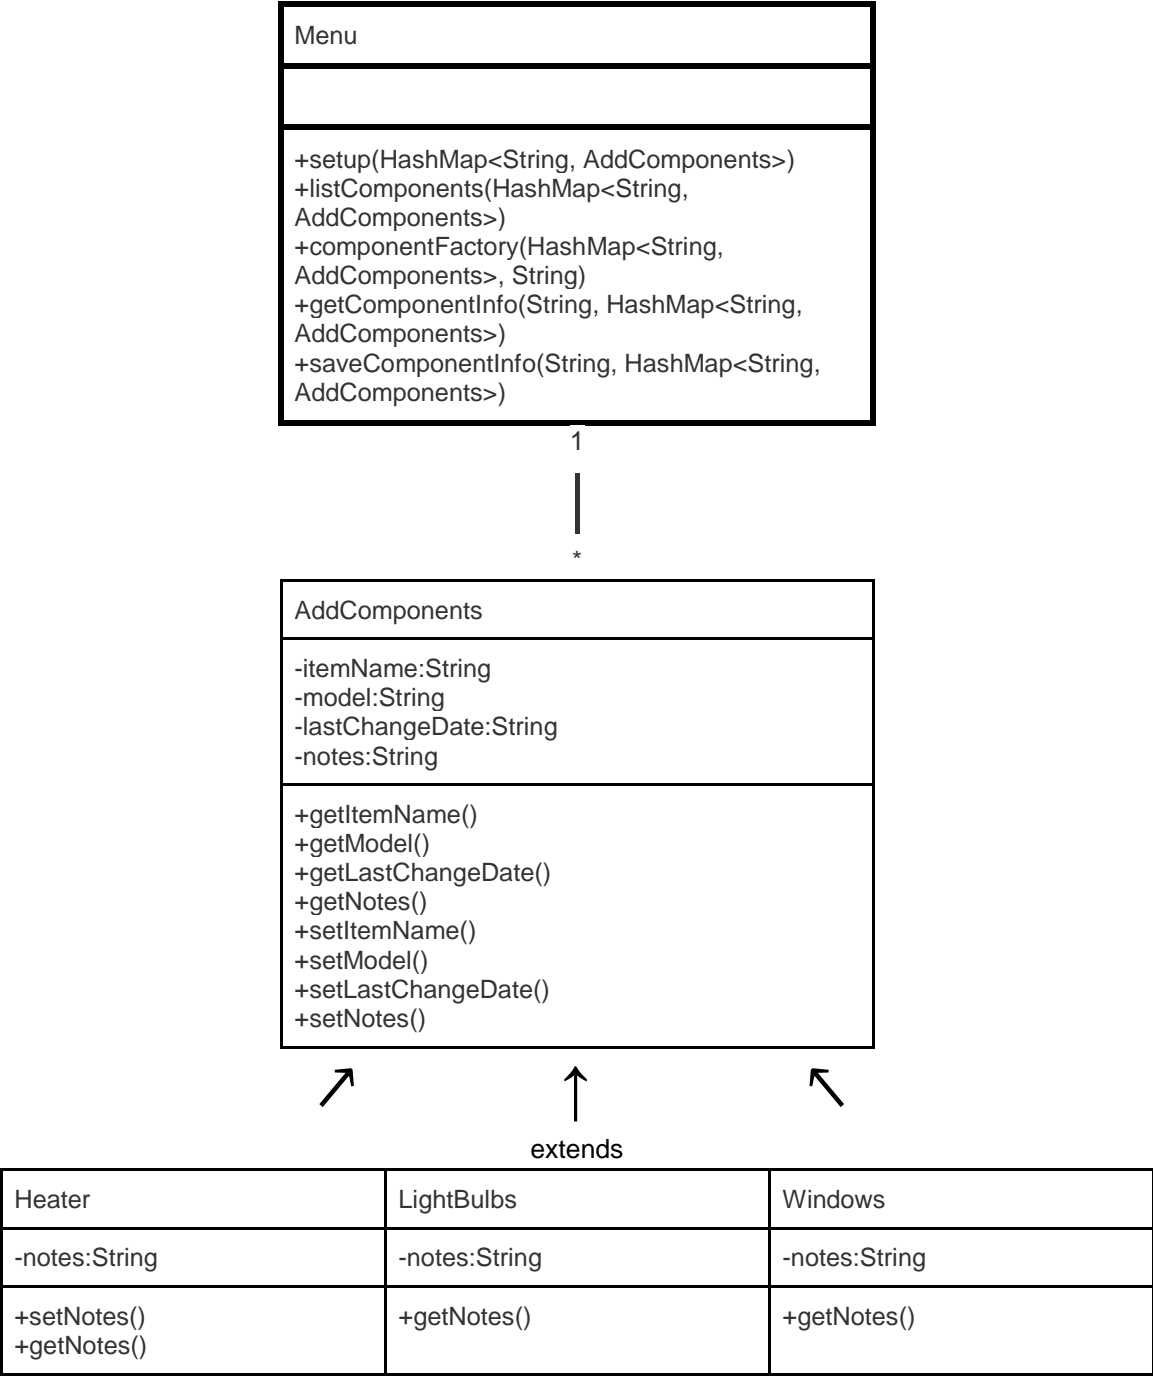 Menu
+setup(HashMap<String, AddComponents>)
+listComponents(HashMap<String,
AddComponents>)
+componentFactory(HashMap<String,
AddComponents>, String)
+getComponentInfo(String, HashMap<String,
AddComponents>)
+saveComponentInfo(String, HashMap<String,
AddComponents>)
1
*
AddComponents
-itemName:String
-model:String
-lastChangeDate:String
-notes:String
+getItemName()
+getModel()
+getLastChangeDate()
+getNotes()
+setItemName()
+setModel()
+setLastChangeDate()
+setNotes()
extends
Heater
-notes:String
+setNotes()
+getNotes()
LightBulbs
-notes:String
+getNotes()
Windows
-notes:String
+getNotes()